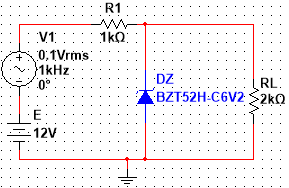 R1
1kΩ
V1
0.1Vrms
1kHz
0°
DZ
BZT52H-C6V2
RL
2kΩ
E
12V